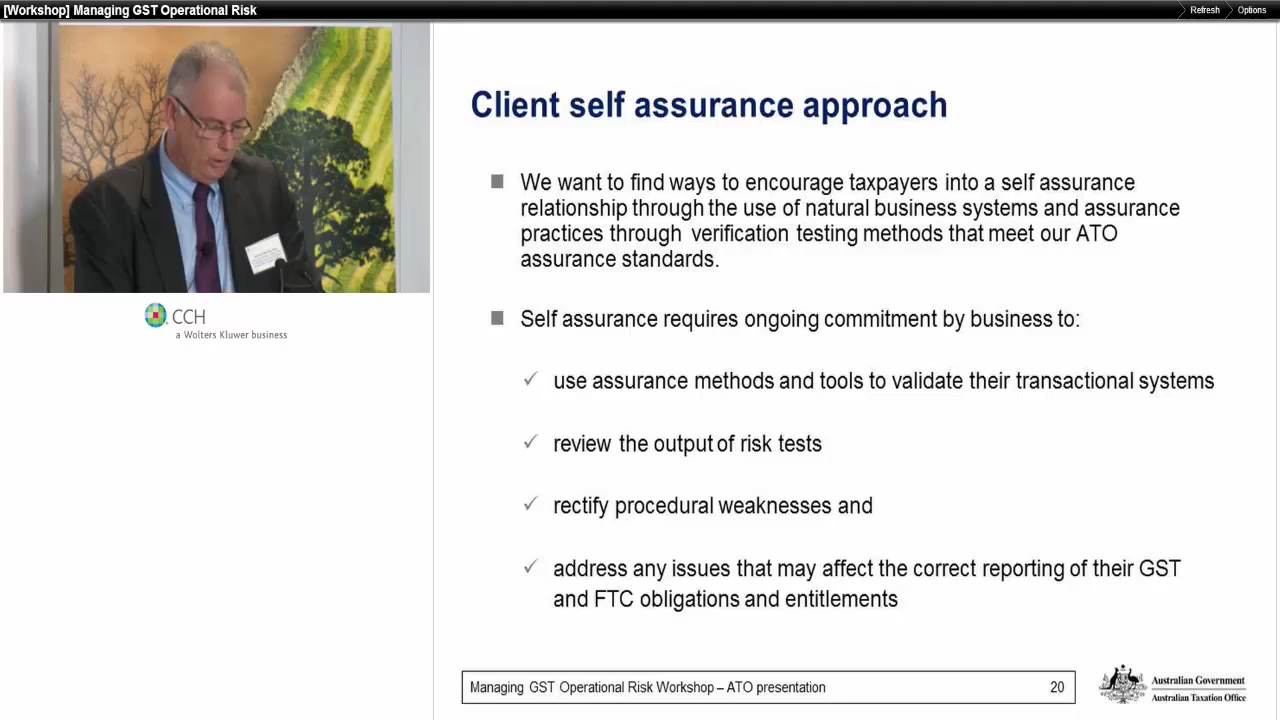 [Workshop] Managing GST Operational Risk
Refresh
Options
CCH
a Wolters Kluwer business
Client self assurance approach
We want to find ways to encourage taxpayers into a self assurance
relationship through the use of natural business systems and assurance
practices through verification testing methods that meet our ATO
assurance standards.
Self assurance requires ongoing commitment by business to:
use assurance methods and tools to validate their transactional systems
review the output of risk tests
rectify procedural weaknesses and
address any issues that may affect the correct reporting of their GST
and FTC obligations and entitlements
Managing GST Operational Risk Workshop – ATO presentation 20
Australian Government
Australian Taxation Office